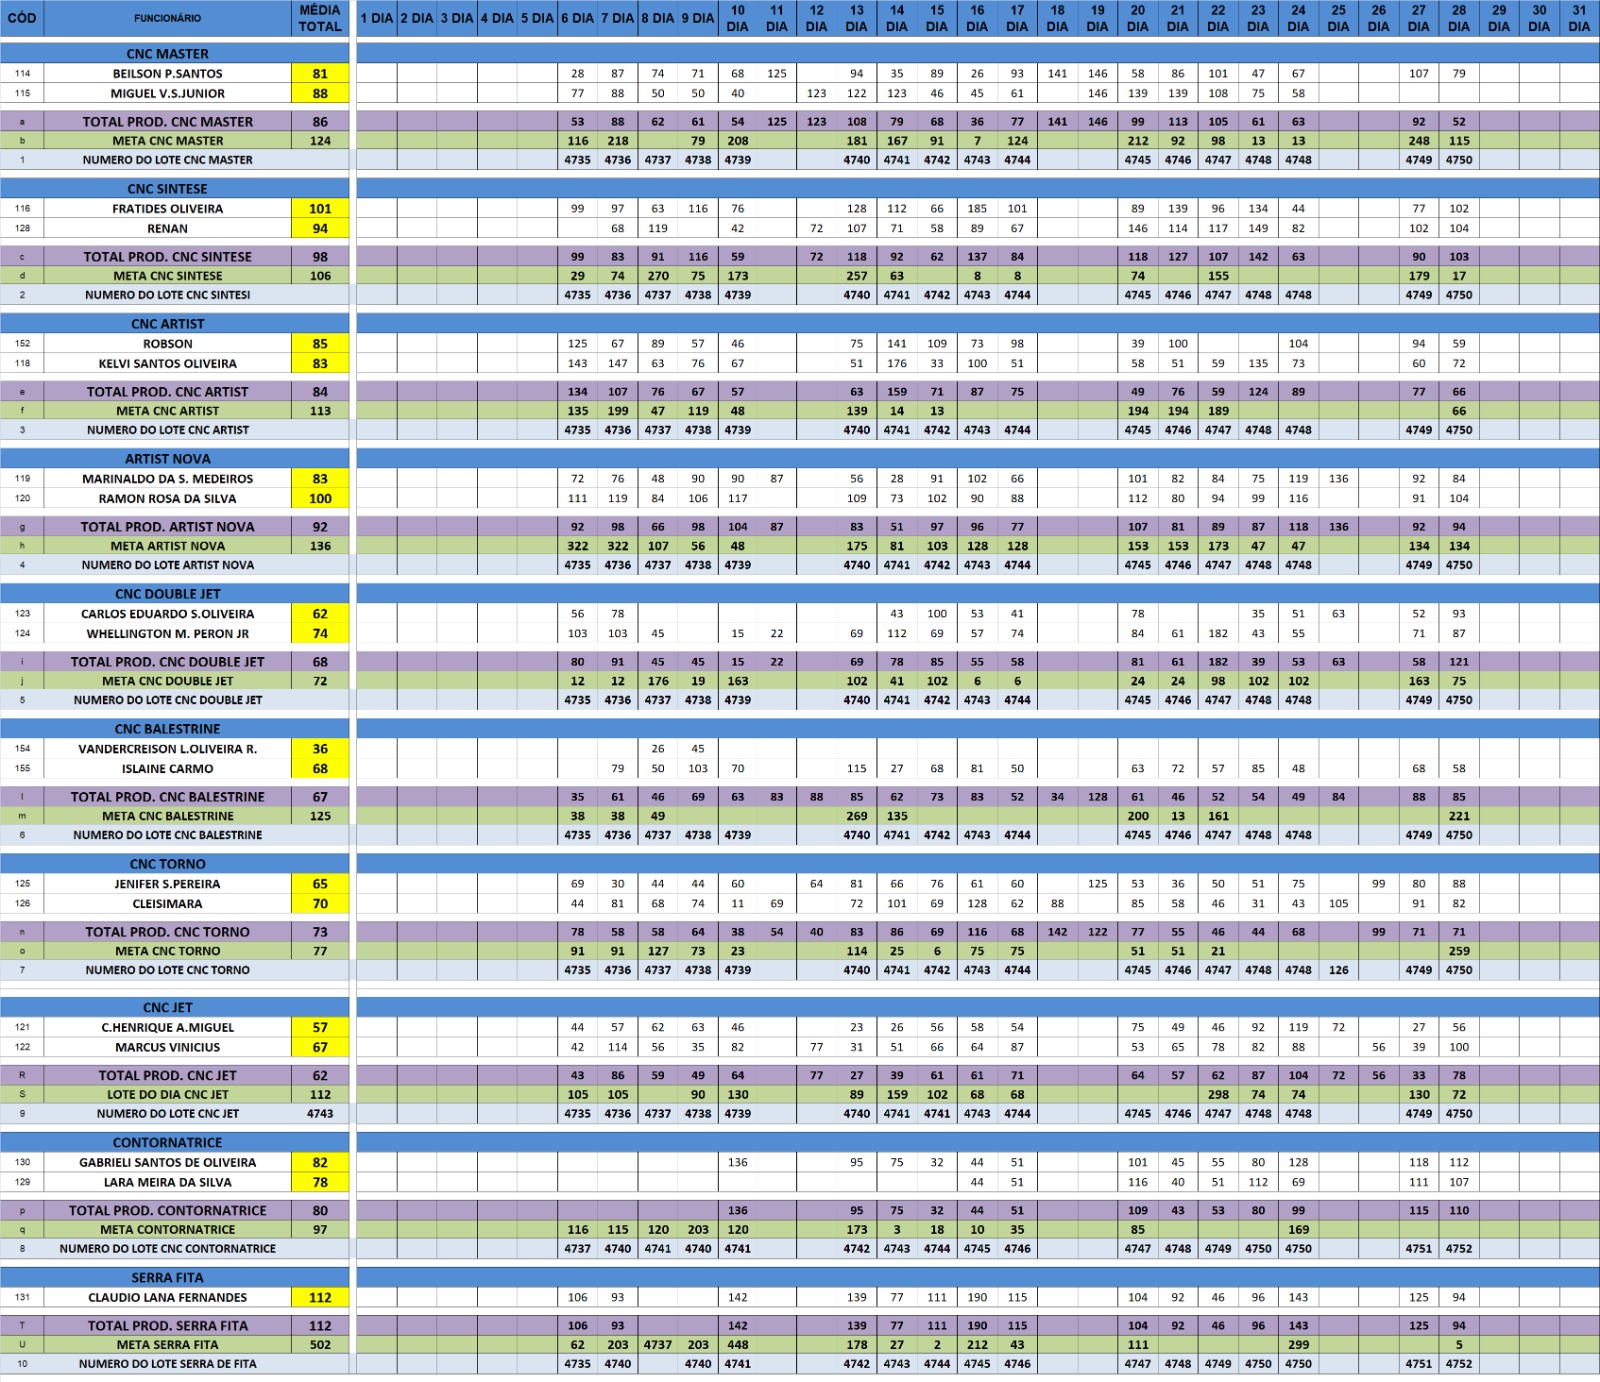 CÓD FUNCIONÁRIO MÉDIA TOTAL 1 DIA 2 DIA 3 DIA 4 DIA 5 DIA 6 DIA 7 DIA 8 DIA 9 DIA 10 DIA 11 DIA 12 DIA 13 DIA 14 DIA 15 DIA 16 DIA 17 DIA 18 DIA 19 DIA 20 DIA 21 DIA 22 DIA 23 DIA 24 DIA 25 DIA 26 DIA 27 DIA 28 DIA 29 DIA 30 DIA 31 DIA
CNC MASTER
114 BEILSON P.SANTOS 81 28 87 74 71 68 125 94 35 89 26 93 141 146 58 86 101 47 67 107 79
115 MIGUEL V.S.JUNIOR 88 77 88 50 50 40 123 122 123 46 45 61 146 139 139 108 75 58
a TOTAL PROD. CNC MASTER 86 53 88 62 61 54 125 123 108 79 68 36 77 141 146 99 113 105 61 63 92 52
b META CNC MASTER 124 116 218 79 208 181 167 91 7 124 212 92 98 13 13 248 115
1 NUMERO DO LOTE CNC MASTER 4735 4736 4737 4738 4739 4740 4741 4742 4743 4744 4745 4746 4747 4748 4748 4749 4750
CNC SINTESE
116 FRATIDES OLIVEIRA 101 99 97 63 116 76 128 112 66 185 101 89 139 96 134 44 77 102
128 RENAN 94 68 119 42 72 107 71 58 89 67 146 114 117 149 82 102 104
c TOTAL PROD. CNC SINTESE 98 99 83 91 116 59 72 118 92 62 137 84 118 127 107 142 63 90 103
d META CNC SINTESE 106 29 74 270 75 173 257 63 8 8 74 155 179 17
2 NUMERO DO LOTE CNC SINTESI 4735 4736 4737 4738 4739 4740 4741 4742 4743 4744 4745 4746 4747 4748 4748 4749 4750
CNC ARTIST
152 ROBSON 85 125 67 89 57 46 75 141 109 73 98 39 100 104 94 59
118 KELVI SANTOS OLIVEIRA 83 143 147 63 76 67 51 176 33 100 51 58 51 59 135 73 60 72
e TOTAL PROD. CNC ARTIST 84 134 107 76 67 57 63 159 71 87 75 49 76 59 124 89 77 66
f META CNC ARTIST 113 135 199 47 119 48 139 14 13 194 194 189 66
3 NUMERO DO LOTE CNC ARTIST 4735 4736 4737 4738 4739 4740 4741 4742 4743 4744 4745 4746 4747 4748 4748 4749 4750
ARTIST NOVA
119 MARINALDO DA S. MEDEIROS 83 72 76 48 90 90 87 56 28 91 102 66 101 82 84 75 119 136 92 84
120 RAMON ROSA DA SILVA 100 111 119 84 106 117 109 73 102 90 88 112 80 94 99 116 91 104
g TOTAL PROD. ARTIST NOVA 92 92 98 66 98 104 87 83 51 97 96 77 107 81 89 87 118 136 92 94
h META ARTIST NOVA 136 322 322 107 56 48 175 81 103 128 128 153 153 173 47 47 134 134
4 NUMERO DO LOTE ARTIST NOVA 4735 4736 4737 4738 4739 4740 4741 4742 4743 4744 4745 4746 4747 4748 4748 4749 4750
CNC DOUBLE JET
123 CARLOS EDUARDO S.OLIVEIRA 62 56 78 43 100 53 41 78 35 51 63 52 93
124 WHELLINGTON M. PERON JR 74 103 103 45 15 22 69 112 69 57 74 84 61 182 43 55 71 87
i TOTAL PROD. CNC DOUBLE JET 68 80 91 45 45 15 22 69 78 85 55 58 81 61 182 39 53 63 58 121
j META CNC DOUBLE JET 72 12 12 176 19 163 102 41 102 6 6 24 24 98 102 102 163 75
5 NUMERO DO LOTE CNC DOUBLE JET 4735 4736 4737 4738 4739 4740 4741 4742 4743 4744 4745 4746 4747 4748 4748 4749 4750
CNC BALESTRINE
154 VANDERCREISON L.OLIVEIRA R. 36 26 45
155 ISLAINE CARMO 68 79 50 103 70 115 27 68 81 50 63 72 57 85 48 68 58
l TOTAL PROD. CNC BALESTRINE 67 35 61 46 69 63 83 88 85 62 73 83 52 34 128 61 46 52 54 49 84 88 85
m META CNC BALESTRINE 125 38 38 49 269 135 200 13 161 221
6 NUMERO DO LOTE CNC BALESTRINE 4735 4736 4737 4738 4739 4740 4741 4742 4743 4744 4745 4746 4747 4748 4748 4749 4750
CNC TORNO
125 JENIFER S.PEREIRA 65 69 30 44 44 60 64 81 66 76 61 60 125 53 36 50 51 75 99 80 88
126 CLEISIMARA 70 44 81 68 74 11 69 72 101 69 128 62 88 85 58 46 31 43 105 91 82
n TOTAL PROD. CNC TORNO 73 78 58 58 64 38 54 40 83 86 69 116 68 142 122 77 55 46 44 68 99 71 71
o META CNC TORNO 77 91 91 127 73 23 114 25 6 75 75 51 51 21 259
7 NUMERO DO LOTE CNC TORNO 4735 4736 4737 4738 4739 4740 4741 4742 4743 4744 4745 4746 4747 4748 4748 126 4749 4750
CNC JET
121 C.HENRIQUE A.MIGUEL 57 44 57 62 63 46 23 26 56 58 54 75 49 46 92 119 72 27 56
122 MARCUS VINICIUS 67 42 114 56 35 82 77 31 51 66 64 87 53 65 78 82 88 56 39 100
R TOTAL PROD. CNC JET 62 43 86 59 49 64 77 27 39 61 61 71 64 57 62 87 104 72 56 33 78
S LOTE DO DIA CNC JET 112 105 105 90 130 89 159 102 68 68 298 74 74 130 72
9 NUMERO DO LOTE CNC JET 4743 4735 4736 4737 4738 4739 4740 4741 4741 4743 4744 4745 4746 4747 4748 4748 4749 4750
CONTORNATRICE
130 GABRIELI SANTOS DE OLIVEIRA 82 136 95 75 32 44 51 101 45 55 80 128 118 112
129 LARA MEIRA DA SILVA 78 44 51 116 40 51 112 69 111 107
p TOTAL PROD. CONTORNATRICE 80 136 95 75 32 44 51 109 43 53 80 99 115 110
q META CONTORNATRICE 97 116 115 120 203 120 173 3 18 10 35 85 169
8 NUMERO DO LOTE CNC CONTORNATRICE 4737 4740 4741 4740 4741 4742 4743 4744 4745 4746 4747 4748 4749 4750 4750 4751 4752
SERRA FITA
131 CLAUDIO LANA FERNANDES 112 106 93 142 139 77 111 190 115 104 92 46 96 143 125 94
T TOTAL PROD. SERRA FITA 112 106 93 142 139 77 111 190 115 104 92 46 96 143 125 94
U META SERRA FITA 502 62 203 4737 203 448 178 27 2 212 43 111 299 5
10 NUMERO DO LOTE SERRA DE FITA 4735 4740 4740 4741 4742 4743 4744 4745 4746 4747 4748 4749 4750 4750 4751 4752